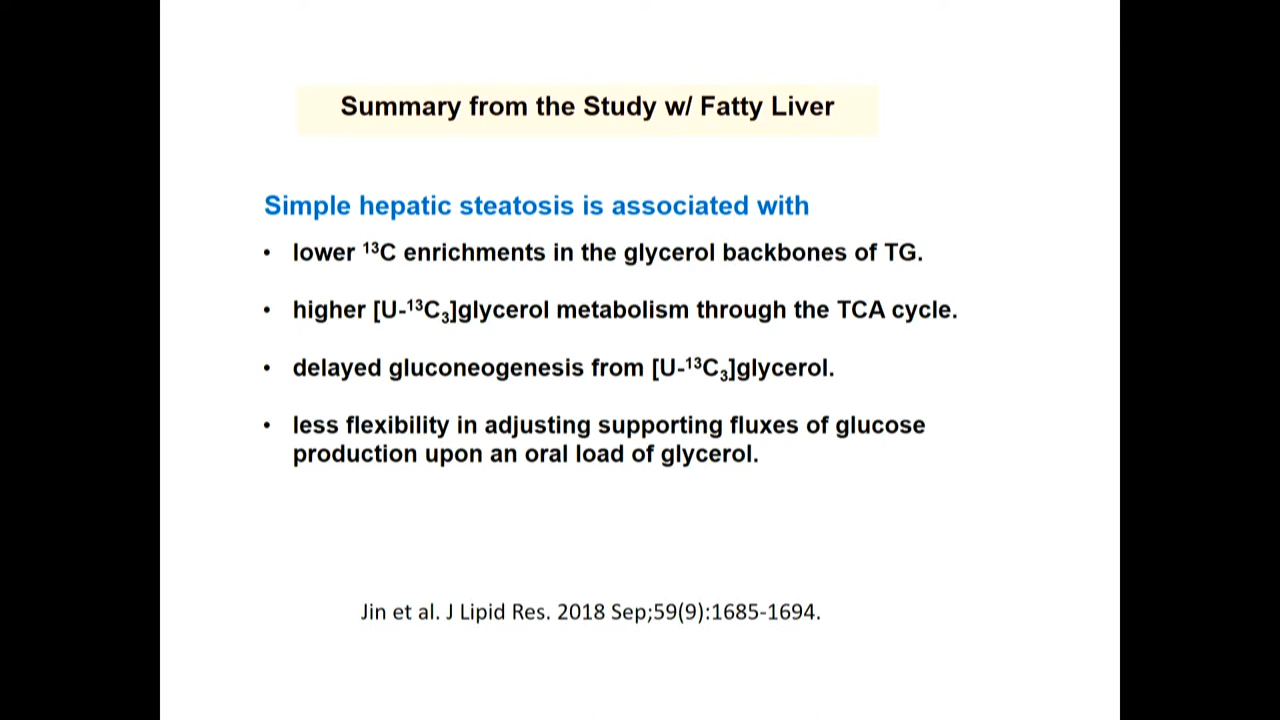 Summary from the Study w/ Fatty Liver
Simple hepatic steatosis is associated with
• lower ¹³C enrichments in the glycerol backbones of TG.
• higher [U-¹³C₃]glycerol metabolism through the TCA cycle.
• delayed gluconeogenesis from [U-¹³C₃]glycerol.
• less flexibility in adjusting supporting fluxes of glucose
production upon an oral load of glycerol.
Jin et al. J Lipid Res. 2018 Sep;59(9):1685-1694.